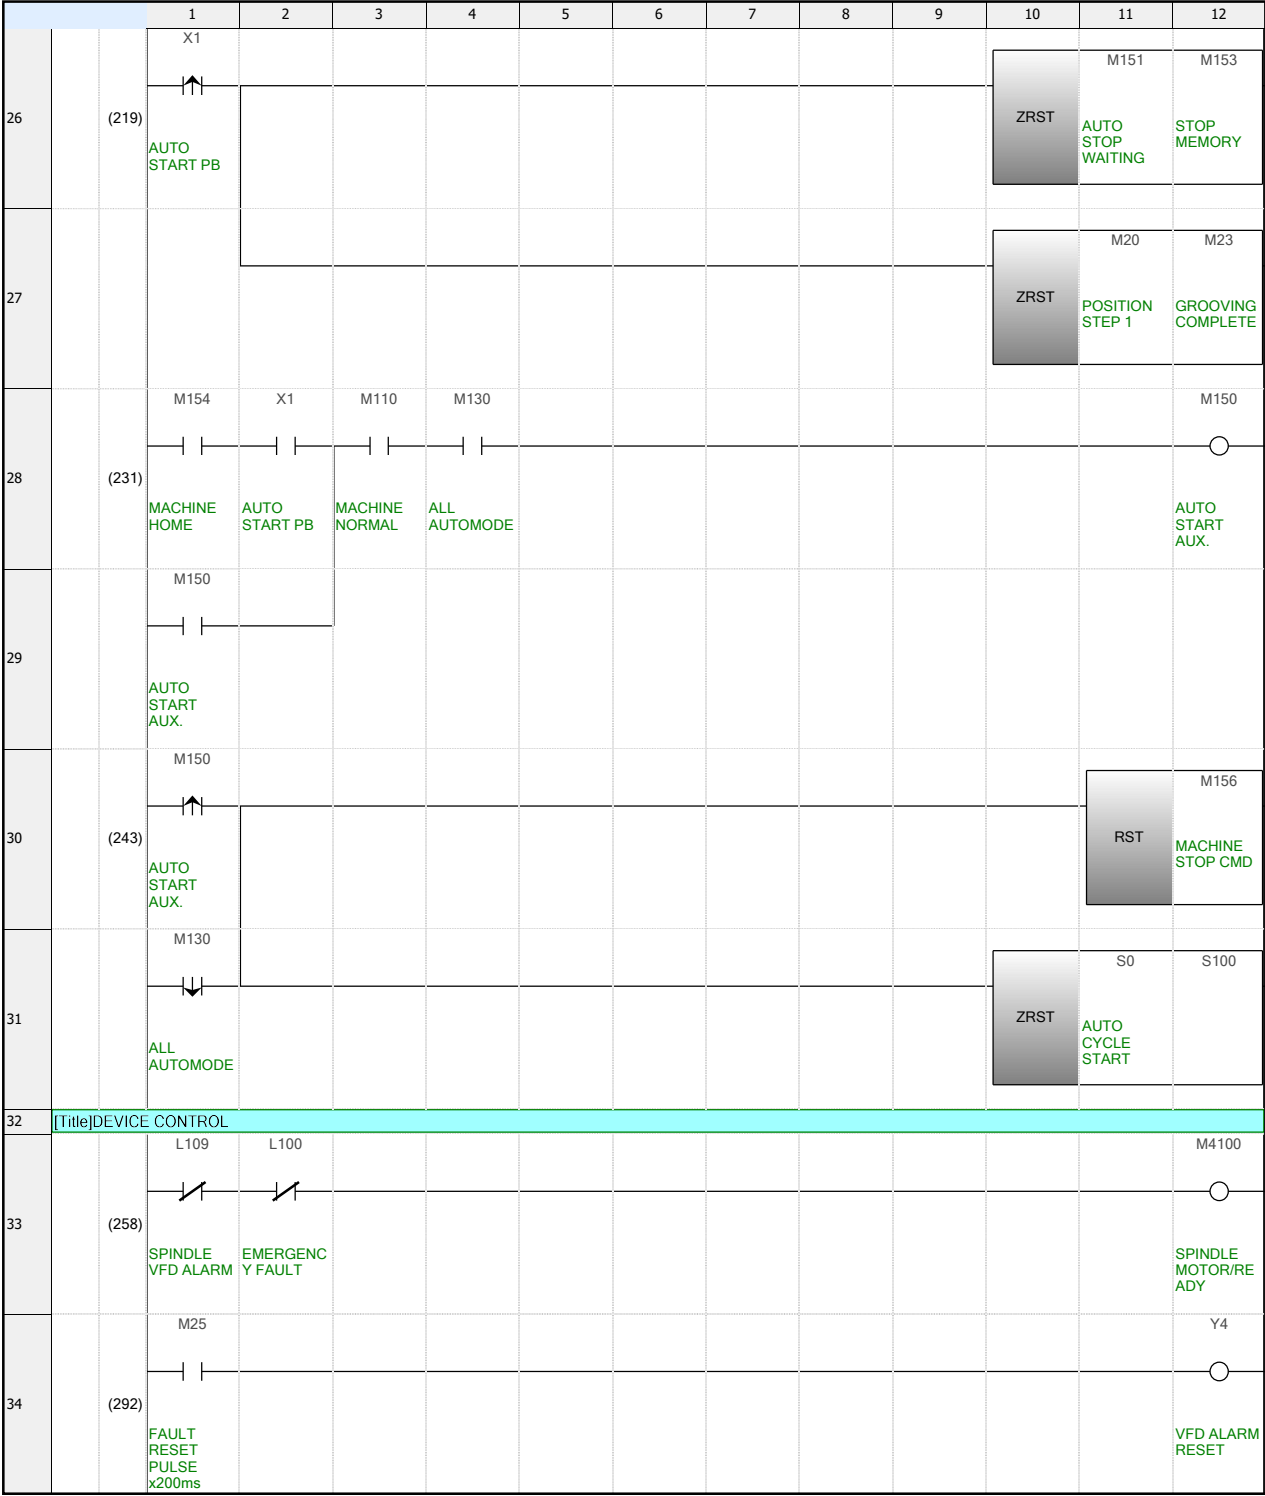 1 2 3 4 5 6 7 8 9 10 11 12
X1
M151 M153
26 (219) ZRST
AUTO
START PB
AUTO
STOP
WAITING
STOP
MEMORY
M20 M23
27 ZRST
POSITION
STEP 1
GROOVING
COMPLETE
M154 X1 M110 M130 M150
28 (231)
MACHINE
HOME
AUTO
START PB
MACHINE
NORMAL
ALL
AUTOMODE
AUTO
START
AUX.
M150
29
AUTO
START
AUX.
M150
M156
30 (243) RST
AUTO
START
AUX.
MACHINE
STOP CMD
M130
S0 S100
31 ZRST
ALL
AUTOMODE
AUTO
CYCLE
START
32 [Title]DEVICE CONTROL
L109 L100 M4100
33 (258)
SPINDLE
VFD ALARM
EMERGENC
Y FAULT
SPINDLE
MOTOR/RE
ADY
M25 Y4
34 (292)
FAULT
RESET
PULSE
x200ms
VFD ALARM
RESET